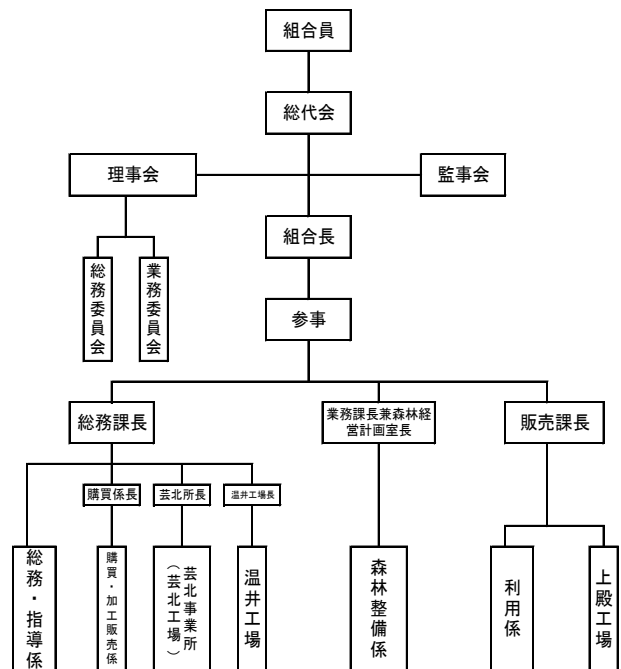 組合員
総代会
理事会
監事会
組合長
総務委員会
業務委員会
参事
総務課長
業務課長兼森林経
営計画室長
販売課長
購買係長
芸北所長
温井工場長
総務・指導係
購買・加工販売係
芸北事業所
（芸北工場）
温井工場
森林整備係
利用係
上殿工場